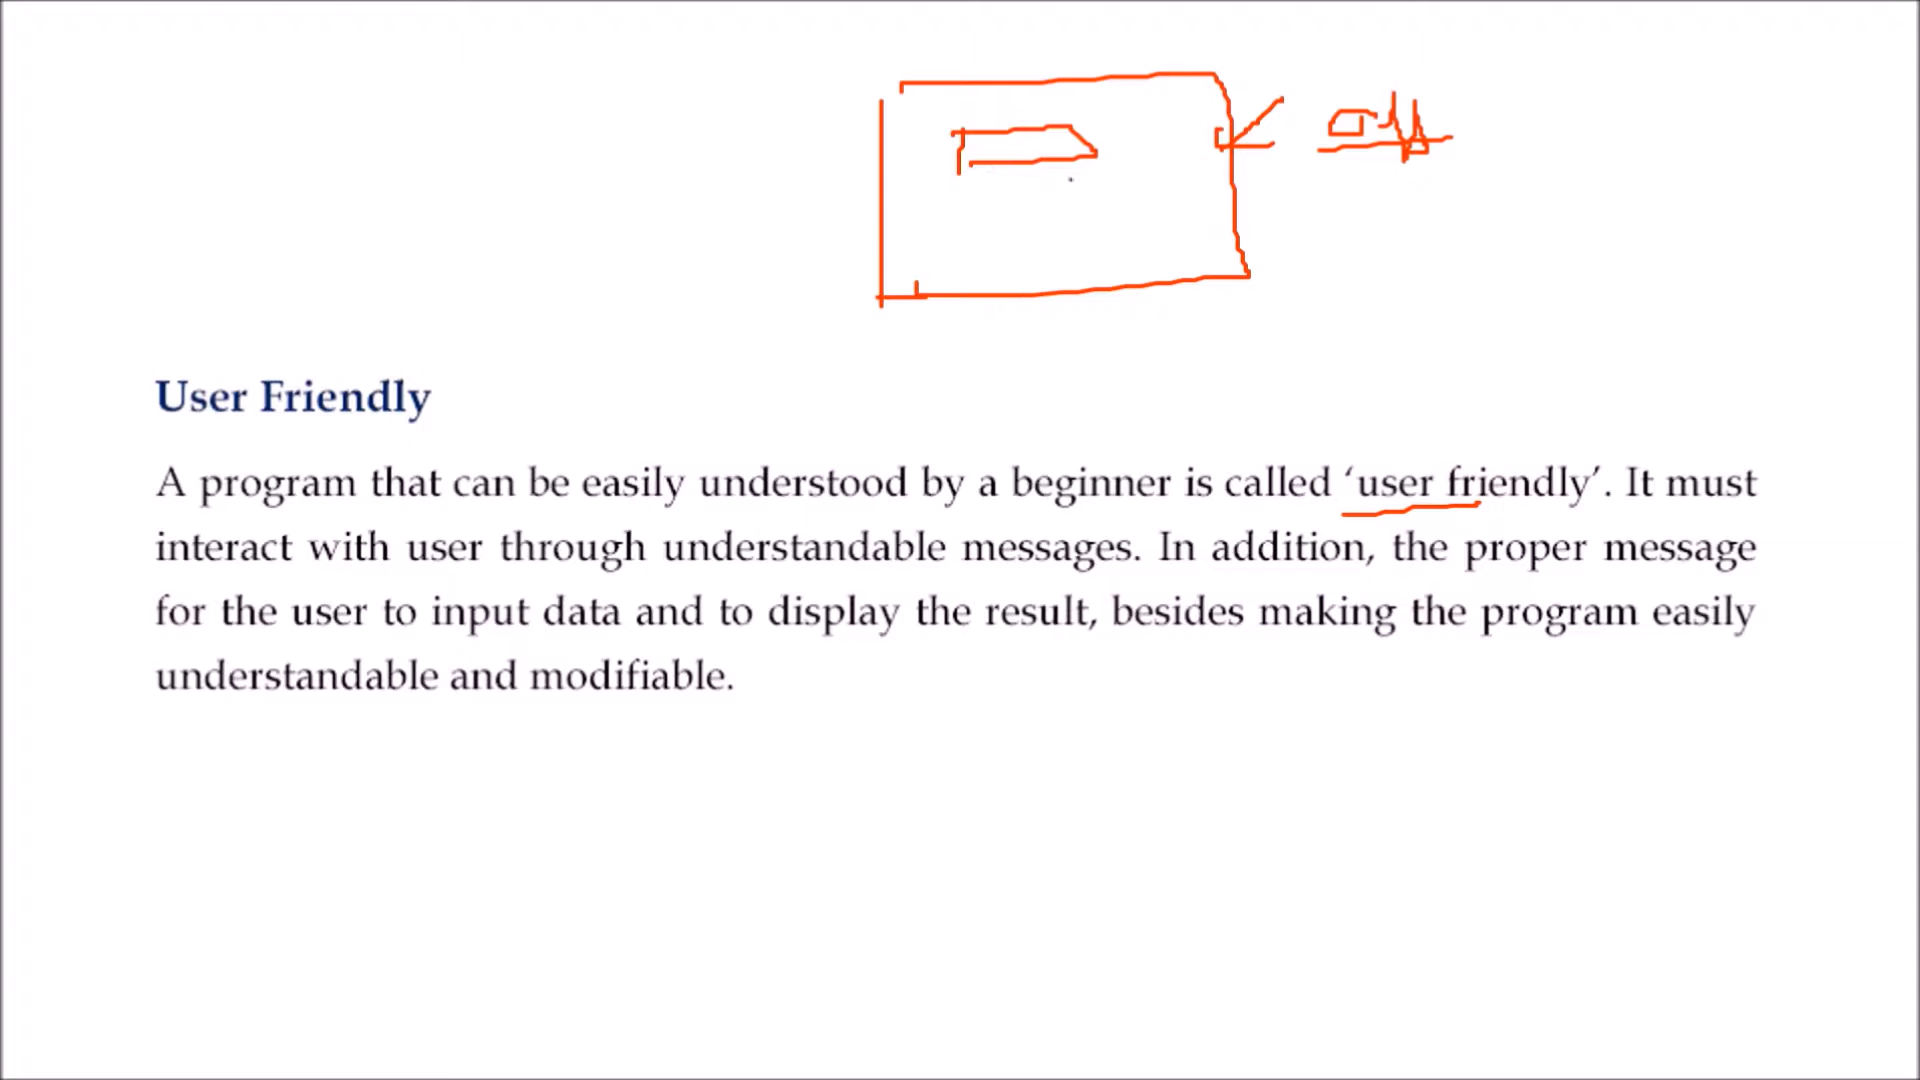 User Friendly
A program that can be easily understood by a beginner is called ‘user friendly’. It must
interact with user through understandable messages. In addition, the proper message
for the user to input data and to display the result, besides making the program easily
understandable and modifiable.